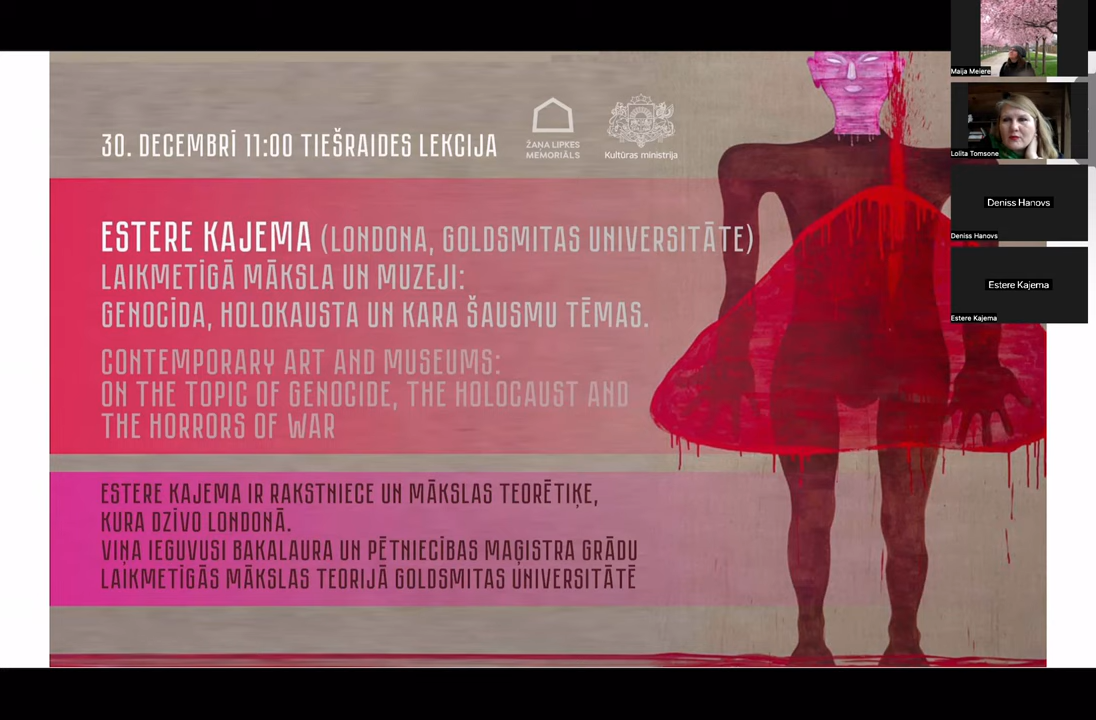 30. DECEMBRĪ 11:00 TIEŠRAIDES LEKCIJA
ŽAŅA LIPKES
MEMORIĀLS
Kultūras ministrija
ESTERE KAJEMA (LONDONA, GOLDSMITAS UNIVERSITĀTE)
LAIKMETĪGĀ MĀKSLA UN MUZEJI:
GENOCĪDA, HOLOKAUSTA UN KARA ŠAUSMU TĒMAS.
CONTEMPORARY ART AND MUSEUMS:
ON THE TOPIC OF GENOCIDE, THE HOLOCAUST AND
THE HORRORS OF WAR
ESTERE KAJEMA IR RAKSTNIECE UN MĀKSLAS TEORĒTIĶE,
KURA DZĪVO LONDONĀ.
VIŅA IEGUVUSI BAKALAURA UN PĒTNIECĪBAS MAĢISTRA GRĀDU
LAIKMETĪGĀS MĀKSLAS TEORIJĀ GOLDSMITAS UNIVERSITĀTĒ
Maija Meiere
Lolita Tomsone
Deniss Hanovs
Deniss Hanovs
Estere Kajema
Estere Kajema